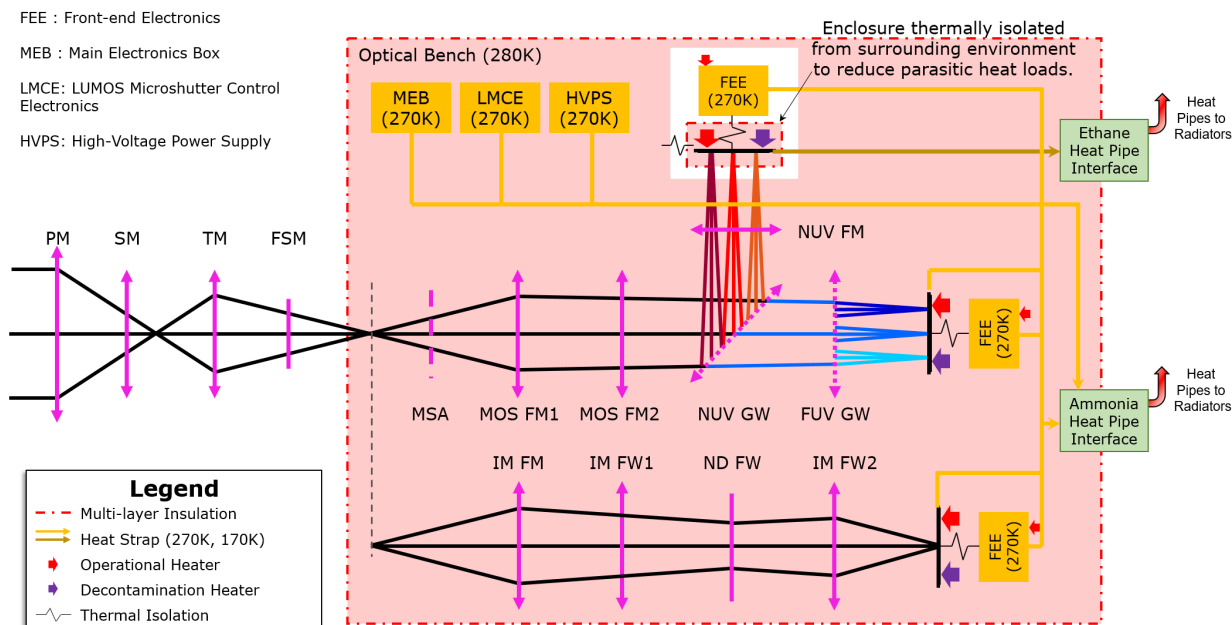 FEE : Front-end Electronics
MEB : Main Electronics Box
LMCE: LUMOS Microshutter Control
Electronics
HVPS: High-Voltage Power Supply
Optical Bench (280K)
MEB
(270K)
LMCE
(270K)
HVPS
(270K)
FEE
(270K)
Enclosure thermally isolated
from surrounding environment
to reduce parasitic heat loads.
Heat
Pipes to
Radiators
Ethane
Heat Pipe
Interface
PM
SM
TM
FSM
NUV FM
FEE
(270K)
MSA
MOS FM1
MOS FM2
NUV GW
FUV GW
Heat
Pipes to
Radiators
Ammonia
Heat Pipe
Interface
IM FM
IM FW1
ND FW
IM FW2
FEE
(270K)
Legend
Multi-layer Insulation
Heat Strap (270K, 170K)
Operational Heater
Decontamination Heater
Thermal Isolation